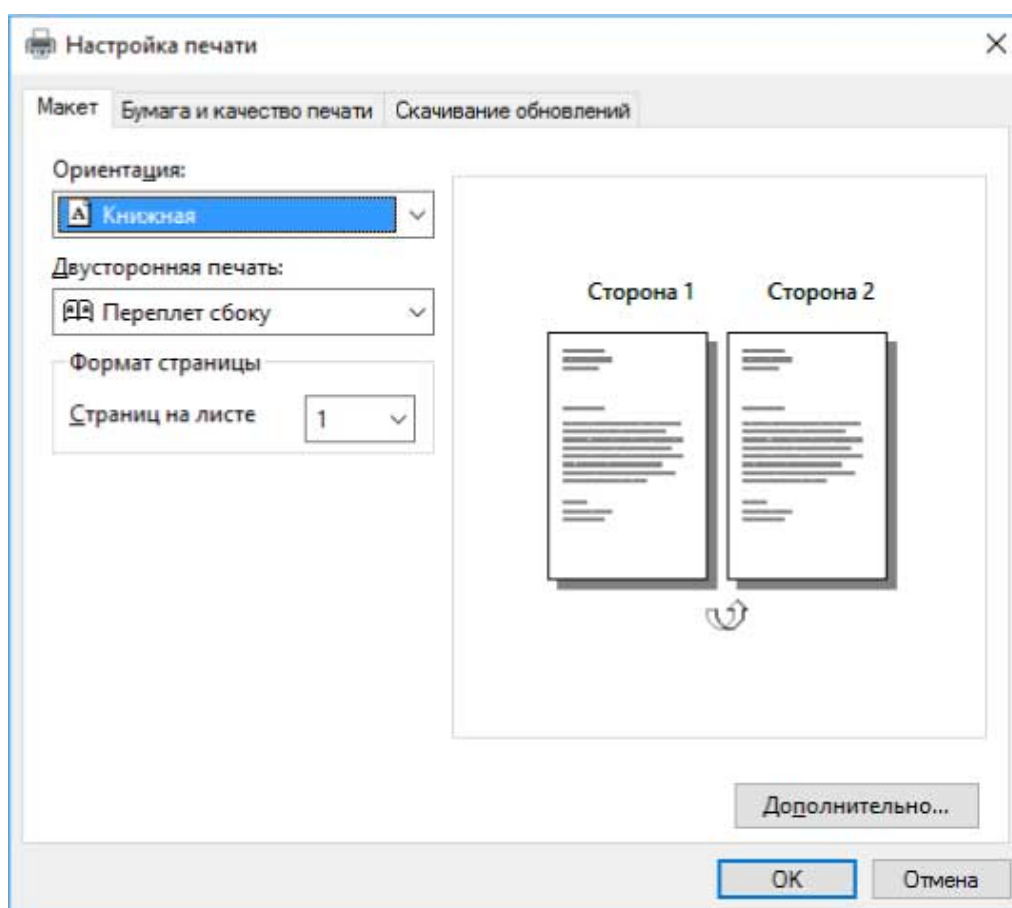 Настройка печати
Макет Бумага и качество печати Скачивание обновлений
Ориентация:
Книжная
Двусторонняя печать:
Переплет сбоку
Формат страницы
Страниц на листе 1
Сторона 1 Сторона 2
Дополнительно...
ОК Отмена